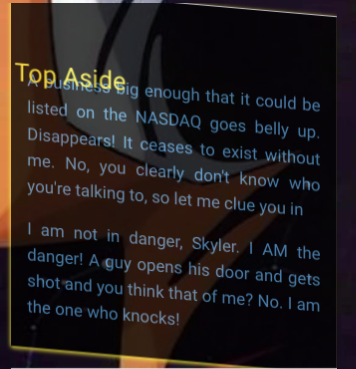 Top Aside
A business big enough that it could be
listed on the NASDAQ goes belly up.
Disappears! It ceases to exist without
me. No, you clearly don't know who
you're talking to, so let me clue you in
I am not in danger, Skyler. I AM the
danger! A guy opens his door and gets
shot and you think that of me? No. I am
the one who knocks!